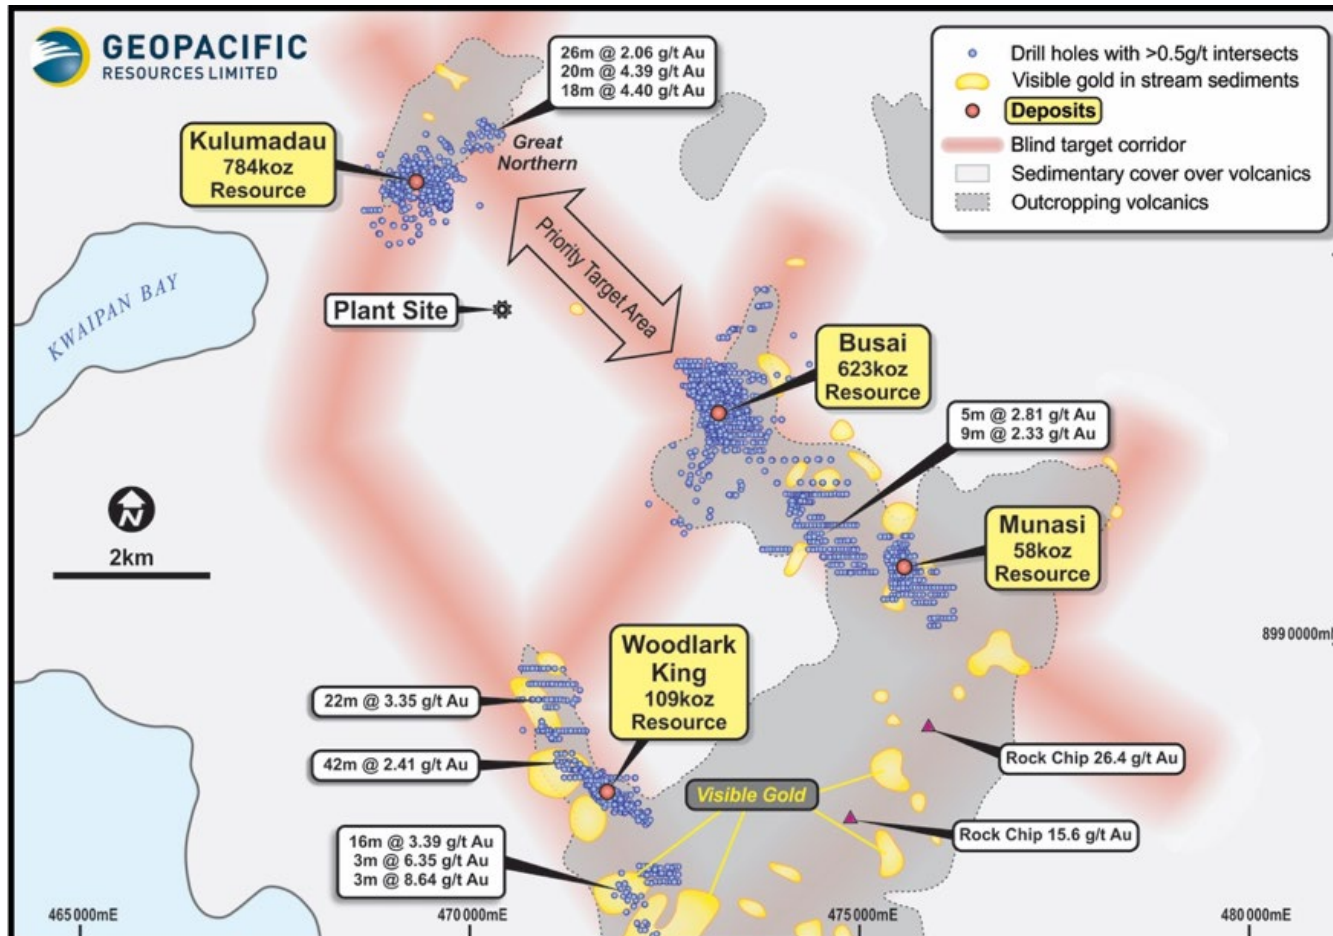 GEOPACIFIC
RESOURCES LIMITED
26m @ 2.06 g/t Au
20m @ 4.39 g/t Au
18m @ 4.40 g/t Au
Drill holes with >0.5g/t intersects
Visible gold in stream sediments
Deposits
Blind target corridor
Sedimentary cover over volcanics
Outcropping volcanics
Kulumadau
784koz
Resource
Great
Northern
Priority Target Area
KWAIPAN BAY
Plant Site
Busai
623koz
Resource
5m @ 2.81 g/t Au
9m @ 2.33 g/t Au
N
2km
Munasi
58koz
Resource
899 0000m
Woodlark
King
109koz
Resource
22m @ 3.35 g/t Au
42m @ 2.41 g/t Au
Rock Chip 26.4 g/t Au
Visible Gold
Rock Chip 15.6 g/t Au
16m @ 3.39 g/t Au
3m @ 6.35 g/t Au
3m @ 8.64 g/t Au
465 000mE
470 000mE
475 000mE
480 000mE